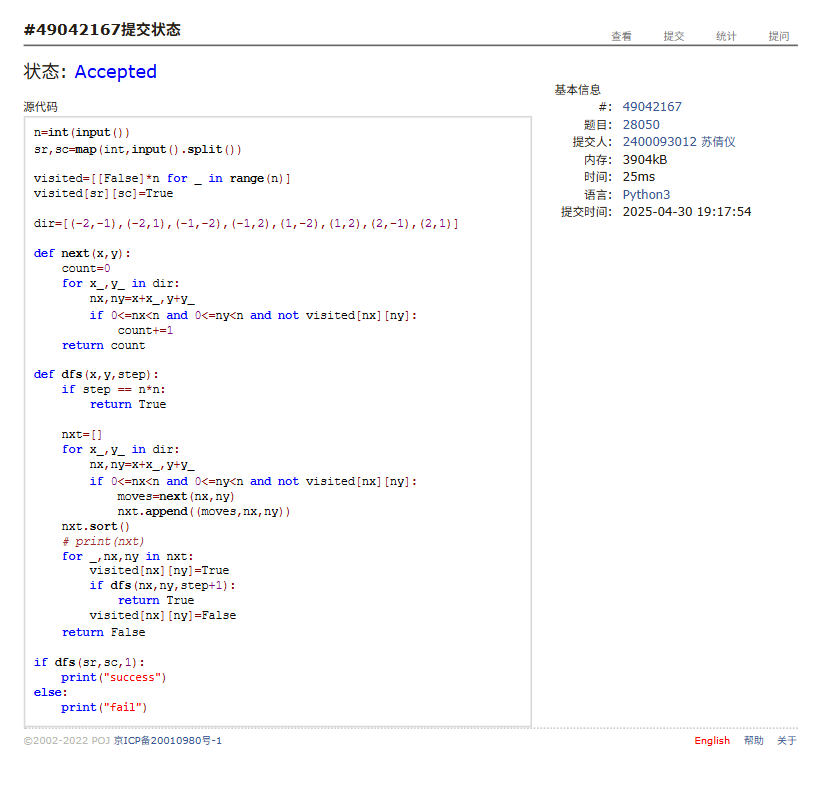 #49042167提交状态
查看 提交 统计 提问
状态: Accepted
源代码
n=int(input())
sr,sc=map(int,input().split())

visited=[[False]*n for _ in range(n)]
visited[sr][sc]=True

dir=[(-2,-1),(-2,1),(-1,-2),(-1,2),(1,-2),(1,2),(2,-1),(2,1)]

def next(x,y):
    count=0
    for x_,y_ in dir:
        nx,ny=x+x_,y+y_
        if 0<=nx<n and 0<=ny<n and not visited[nx][ny]:
            count+=1
    return count

def dfs(x,y,step):
    if step == n*n:
        return True

    nxt=[]
    for x_,y_ in dir:
        nx,ny=x+x_,y+y_
        if 0<=nx<n and 0<=ny<n and not visited[nx][ny]:
            moves=next(nx,ny)
            nxt.append((moves,nx,ny))
    nxt.sort()
    # print(nxt)
    for _,nx,ny in nxt:
        visited[nx][ny]=True
        if dfs(nx,ny,step+1):
            return True
        visited[nx][ny]=False
    return False

if dfs(sr,sc,1):
    print("success")
else:
    print("fail")
基本信息
#: 49042167
题目: 28050
提交人: 2400093012 苏倩仪
内存: 3904kB
时间: 25ms
语言: Python3
提交时间: 2025-04-30 19:17:54
©2002-2022 POJ 京ICP备20010980号-1
English 帮助 关于